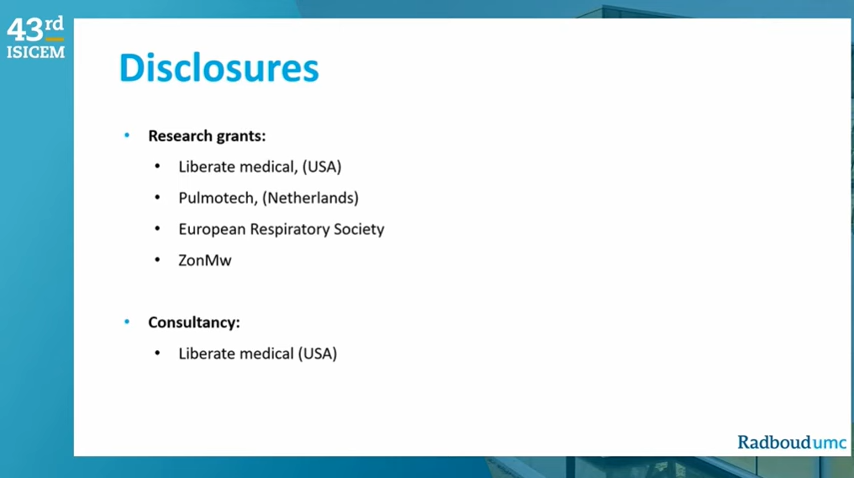 43rd
ISICEM
Disclosures
• Research grants:
• Liberate medical, (USA)
• Pulmotech, (Netherlands)
• European Respiratory Society
• ZonMw
• Consultancy:
• Liberate medical (USA)
Radboudumc